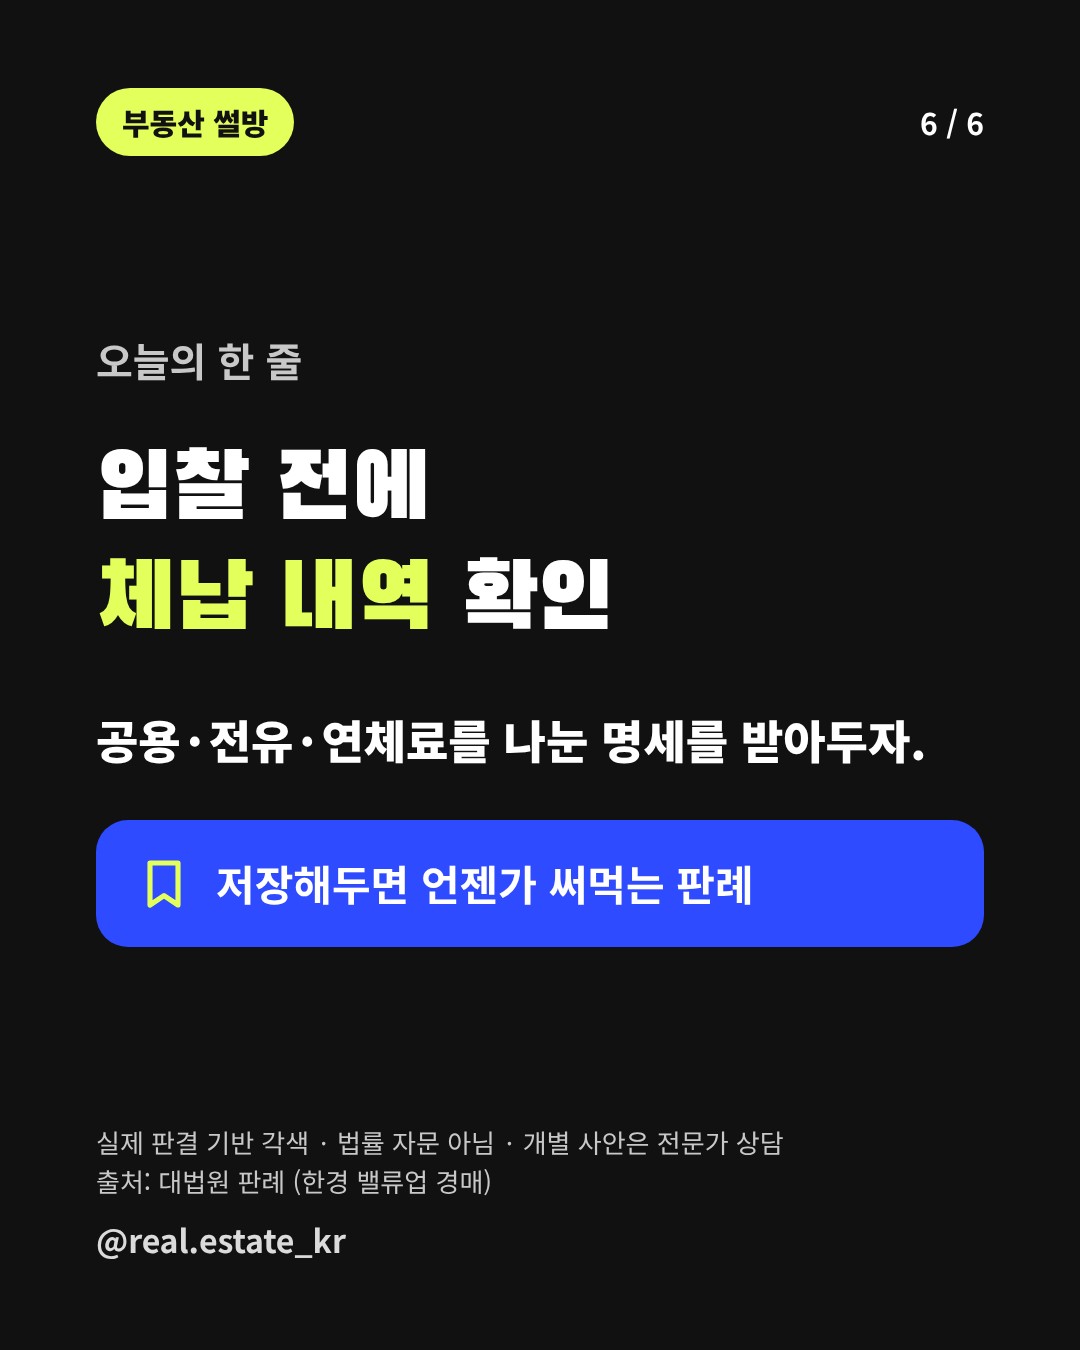 부동산 썰방
6 / 6
오늘의 한 줄
입찰 전에
체납 내역 확인
공용·전유·연체료를 나눈 명세를 받아두자.
저장해두면 언젠가 써먹는 판례
실제 판결 기반 각색 · 법률 자문 아님 · 개별 사안은 전문가 상담
출처: 대법원 판례 (한경 밸류업 경매)
@real.estate_kr